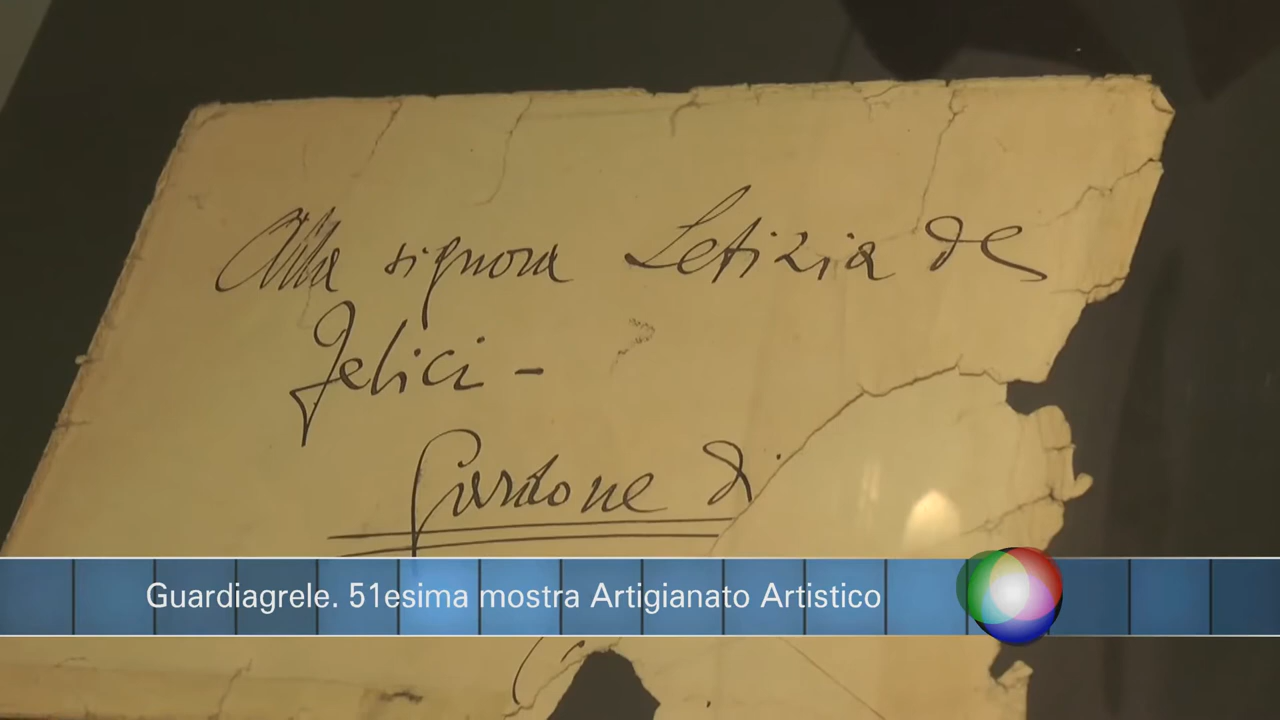 Alla signora Letizia de
Felici -
Gardone di
Guardiagrele. 51esima mostra Artigianato Artistico